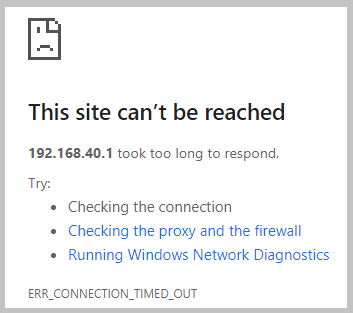 This site can't be reached
192.168.40.1 took too long to respond.
Try:
• Checking the connection
• Checking the proxy and the firewall
• Running Windows Network Diagnostics
ERR_CONNECTION_TIMED_OUT